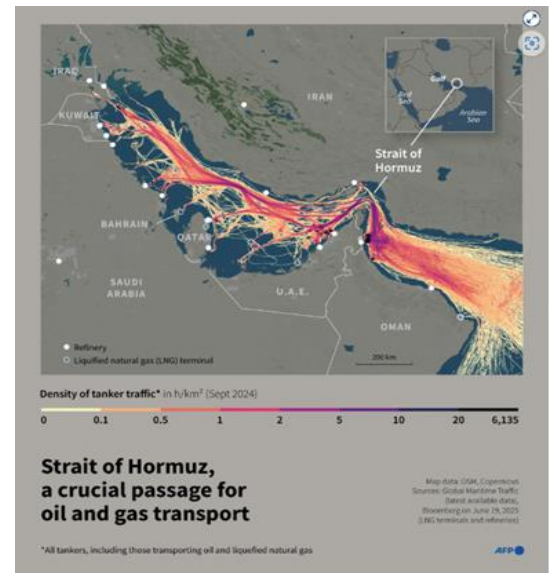 IRAQ
IRAN
KUWAIT
Gulf
Red
Sea
Arabian
Sea
Strait of
Hormuz
BAHRAIN
QATAR
SAUDI
ARABIA
U.A.E.
OMAN
Refinery
Liquified natural gas (LNG) terminal
200 km
Density of tanker traffic* in h/km² (Sept 2024)
0 0.1 0.5 1 2 5 10 20 6,135
Strait of Hormuz,
a crucial passage for
oil and gas transport
Map data: OSM, Copernicus
Sources: Global Maritime Traffic
(latest available data),
Bloomberg on June 19, 2025
(LNG terminals and refineries)
*All tankers, including those transporting oil and liquefied natural gas
AFP